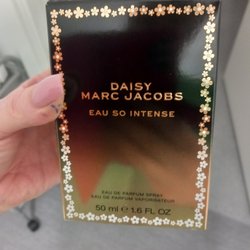 DAISY
MARC JACOBS
EAU SO INTENSE
EAU DE PARFUM SPRAY
EAU DE PARFUM VAPORISATEUR
50 ml ℮ 1.6 FL OZ